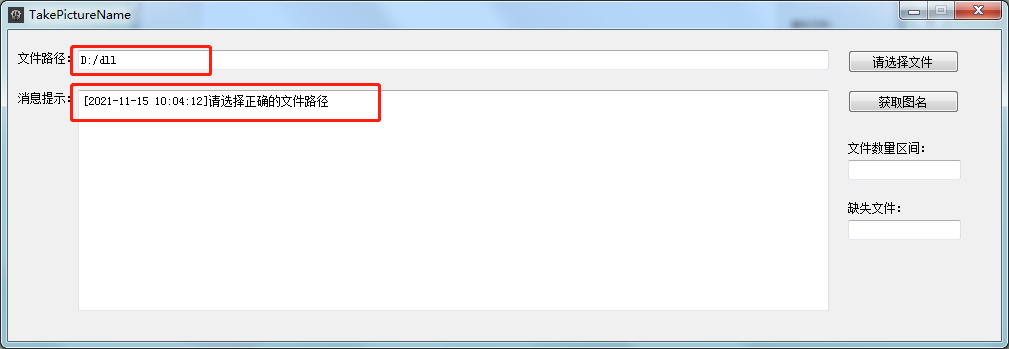 TakePictureName
文件路径: D:/dll 请选择文件
消息提示: [2021-11-15 10:04:12]请选择正确的文件路径 获取图名
文件数量区间:
缺失文件: